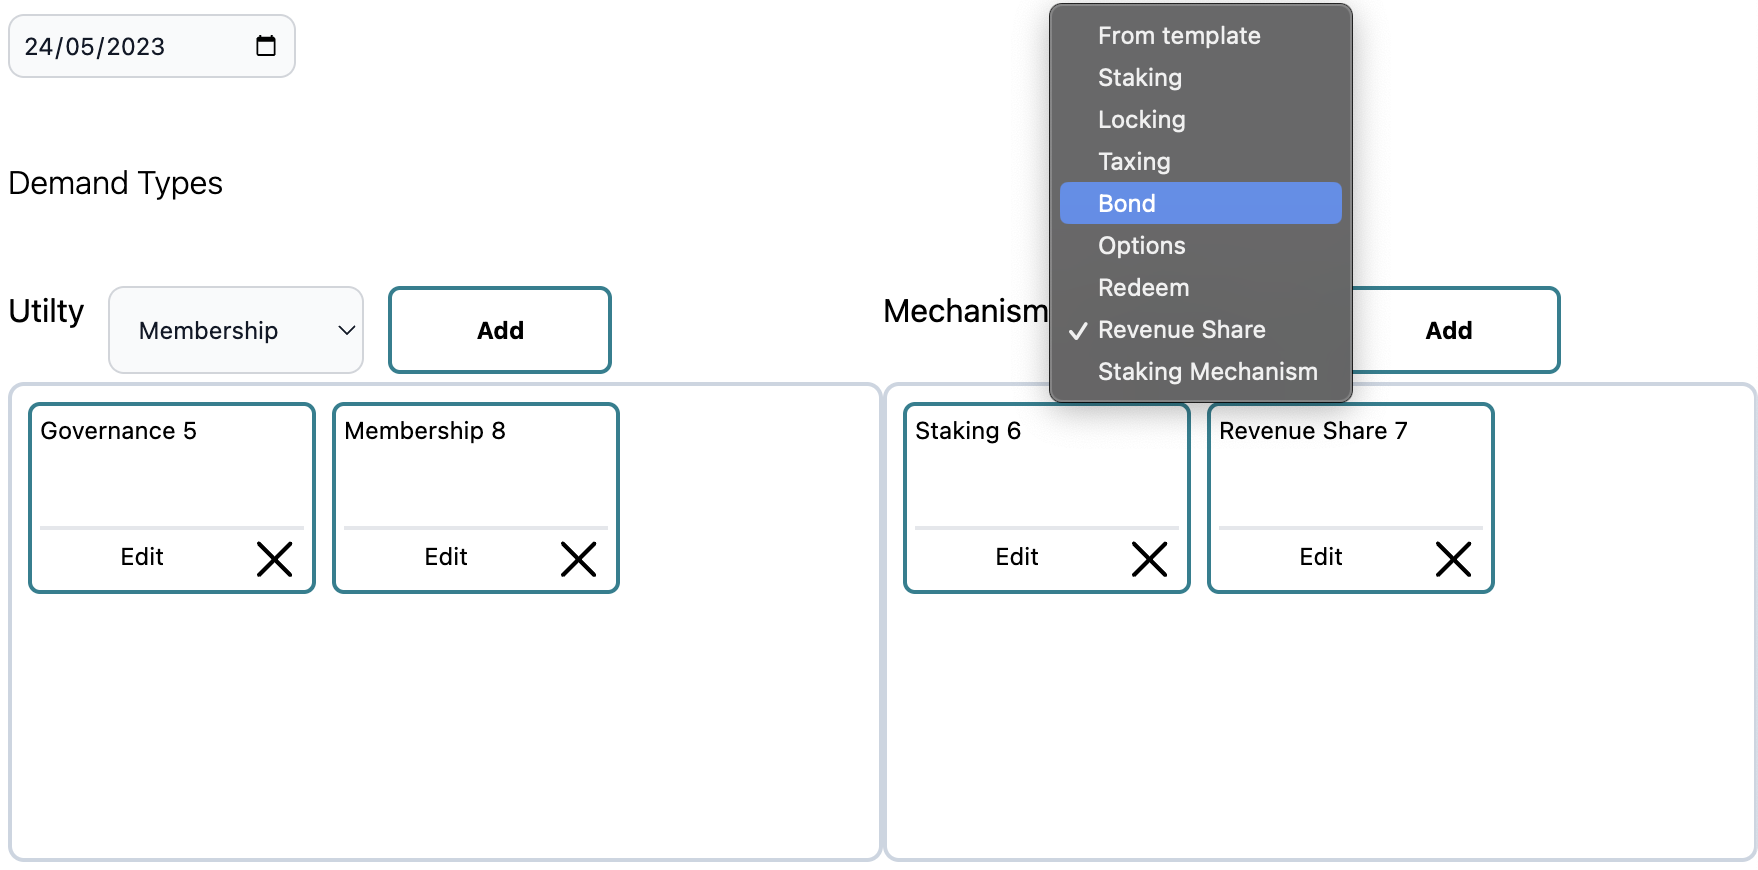 24/05/2023
Demand Types
Utilty
Membership
Add
Mechanism
From template
Staking
Locking
Taxing
Bond
Options
Redeem
Revenue Share
Staking Mechanism
Add
Governance 5
Edit
Membership 8
Edit
Staking 6
Edit
Revenue Share 7
Edit